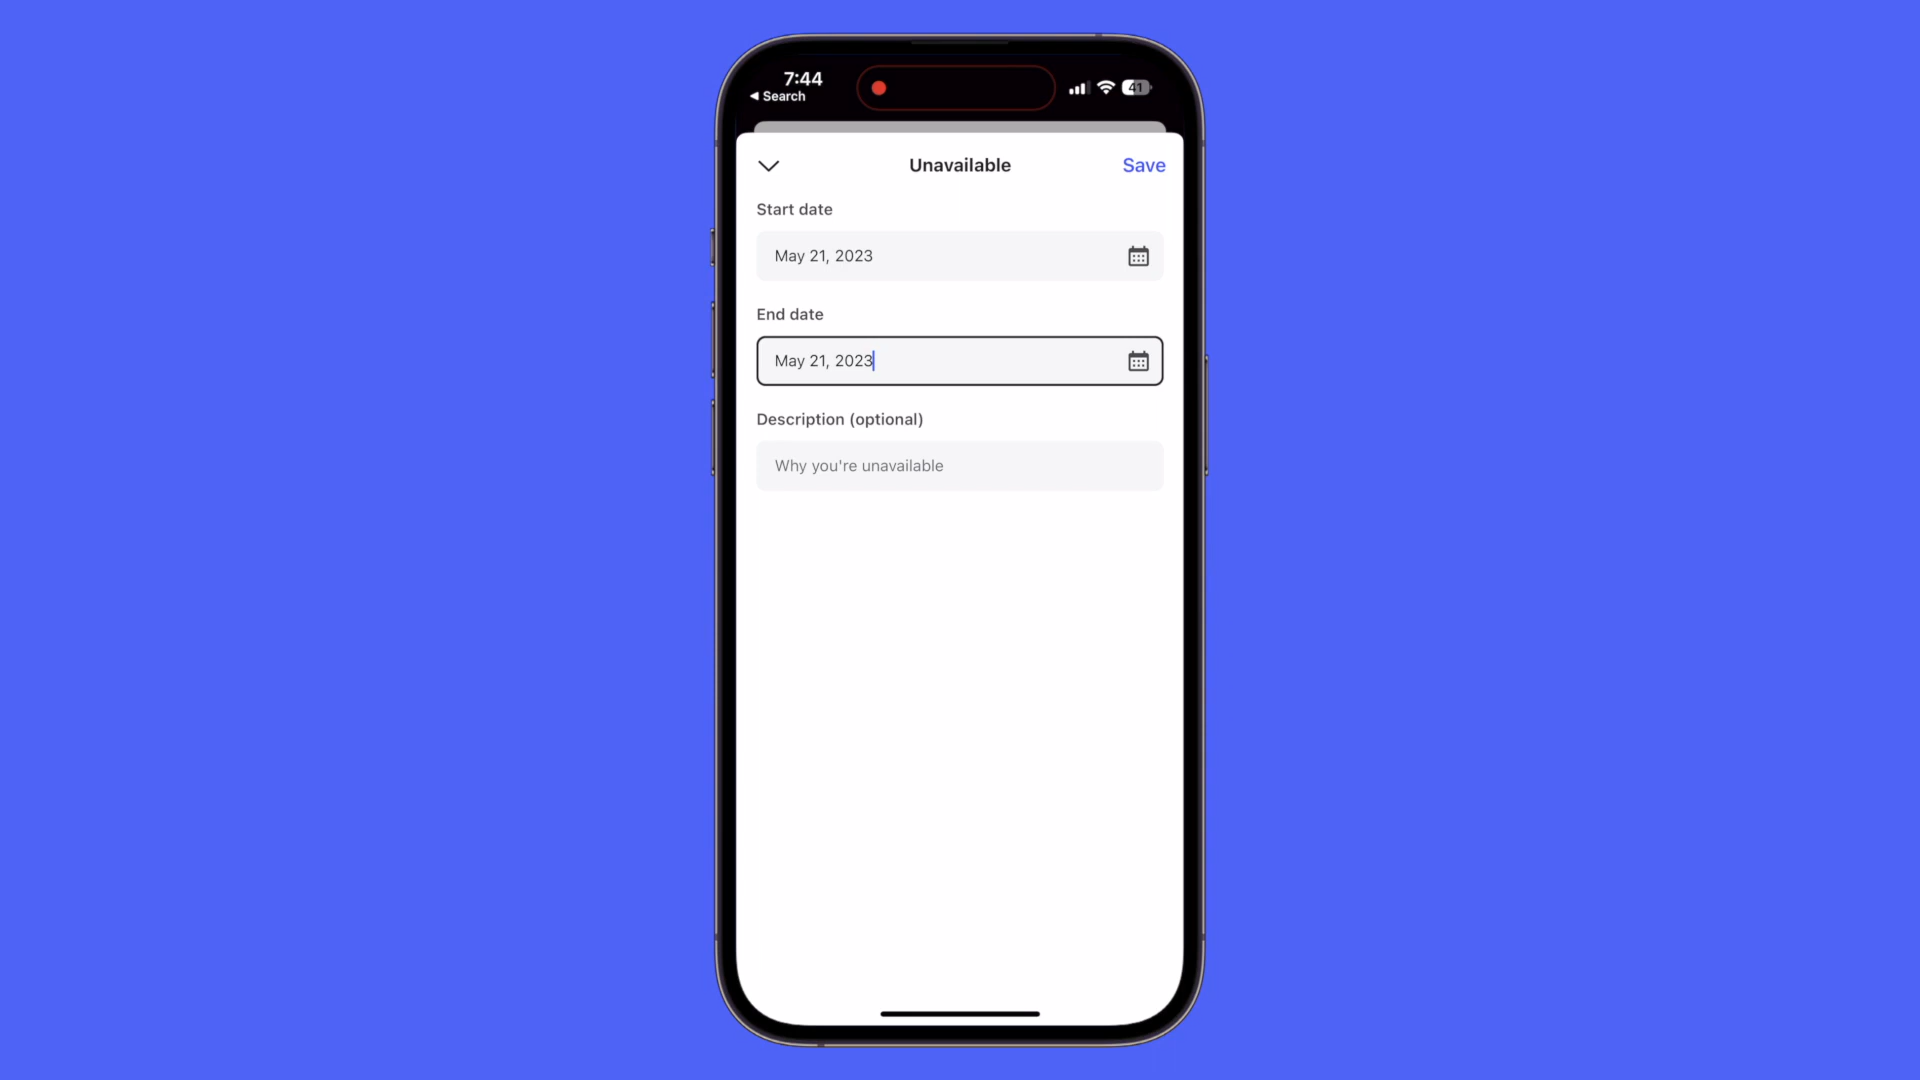 7:44
Search
41
Unavailable
Save
Start date
May 21, 2023
End date
May 21, 2023
Description (optional)
Why you're unavailable